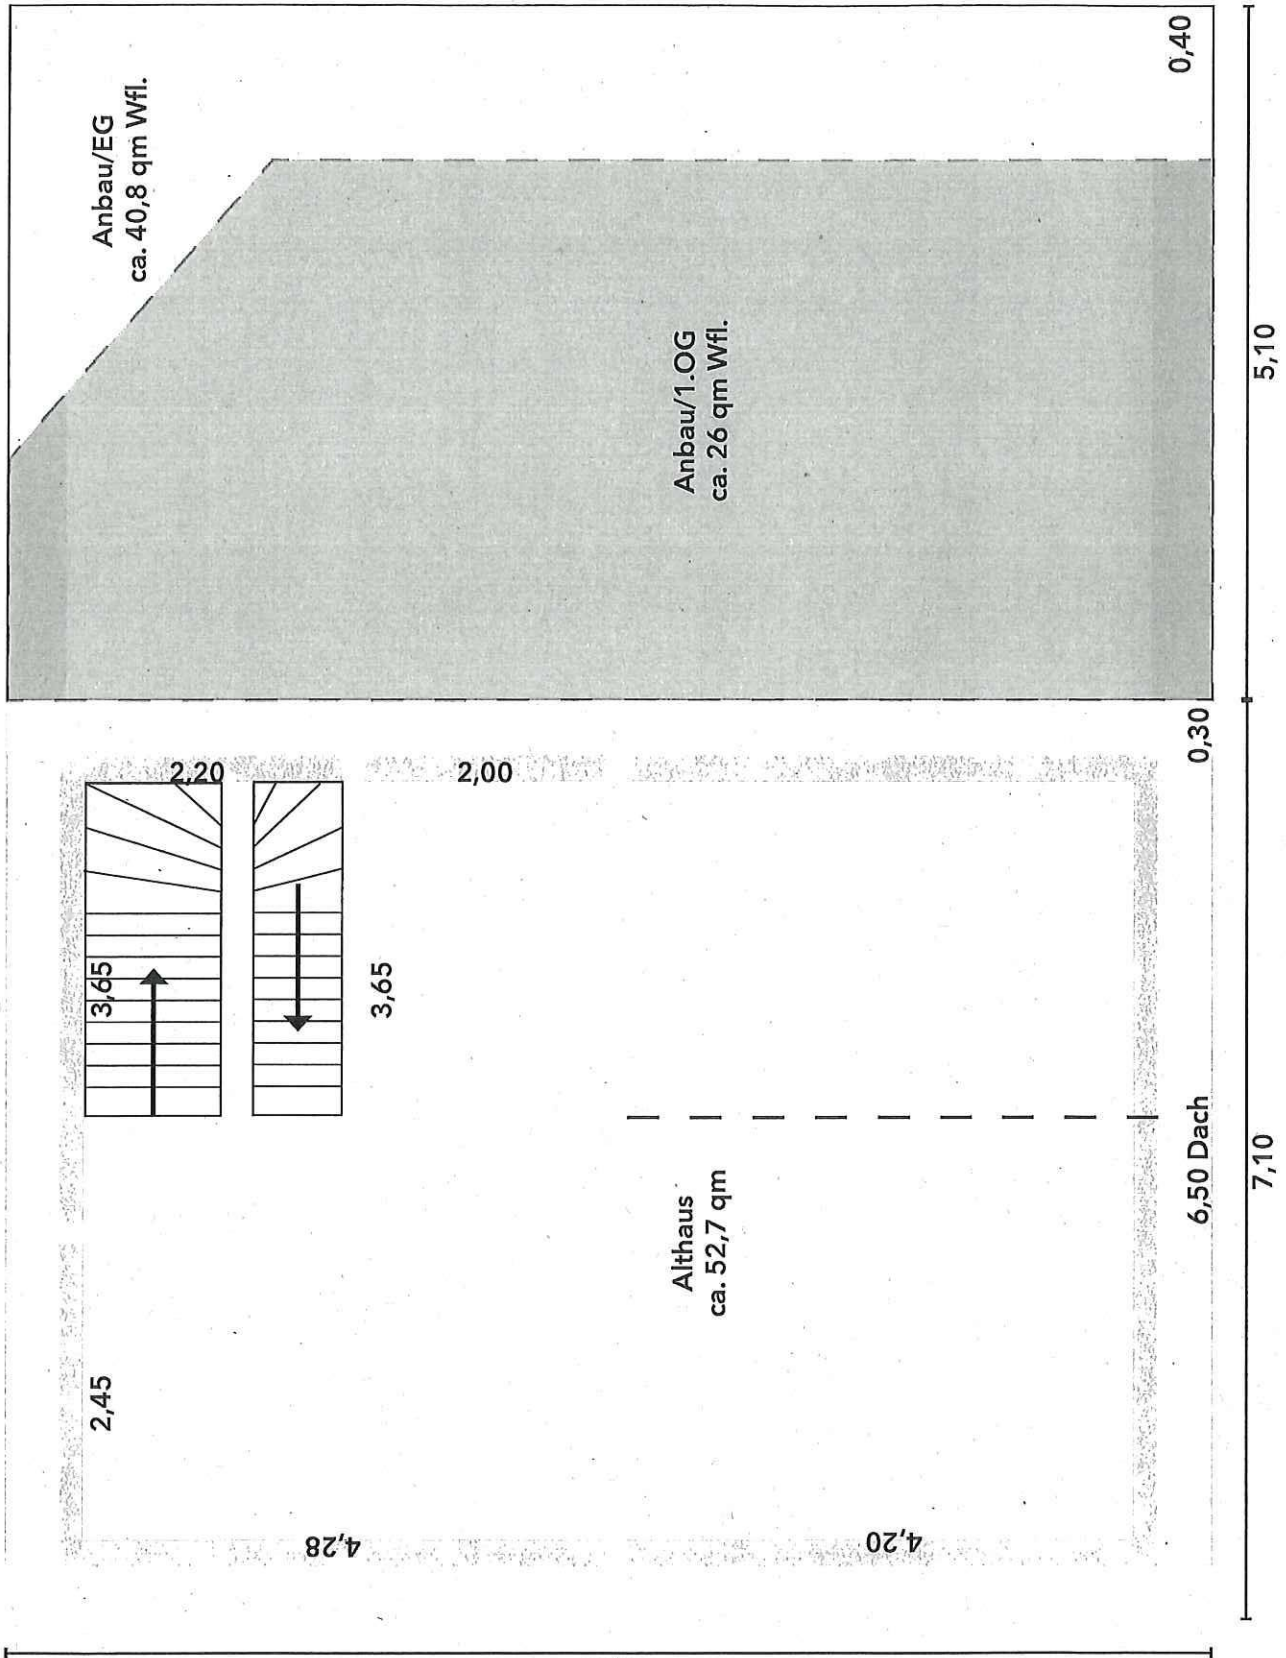 Anbau/EG
ca. 40,8 qm Wfl.
0,40
Anbau/1.OG
ca. 26 qm Wfl.
5,10
2,20
2,00
0,30
3,65
3,65
Althaus
ca. 52,7 qm
6,50 Dach
7,10
2,45
4,28
4,20